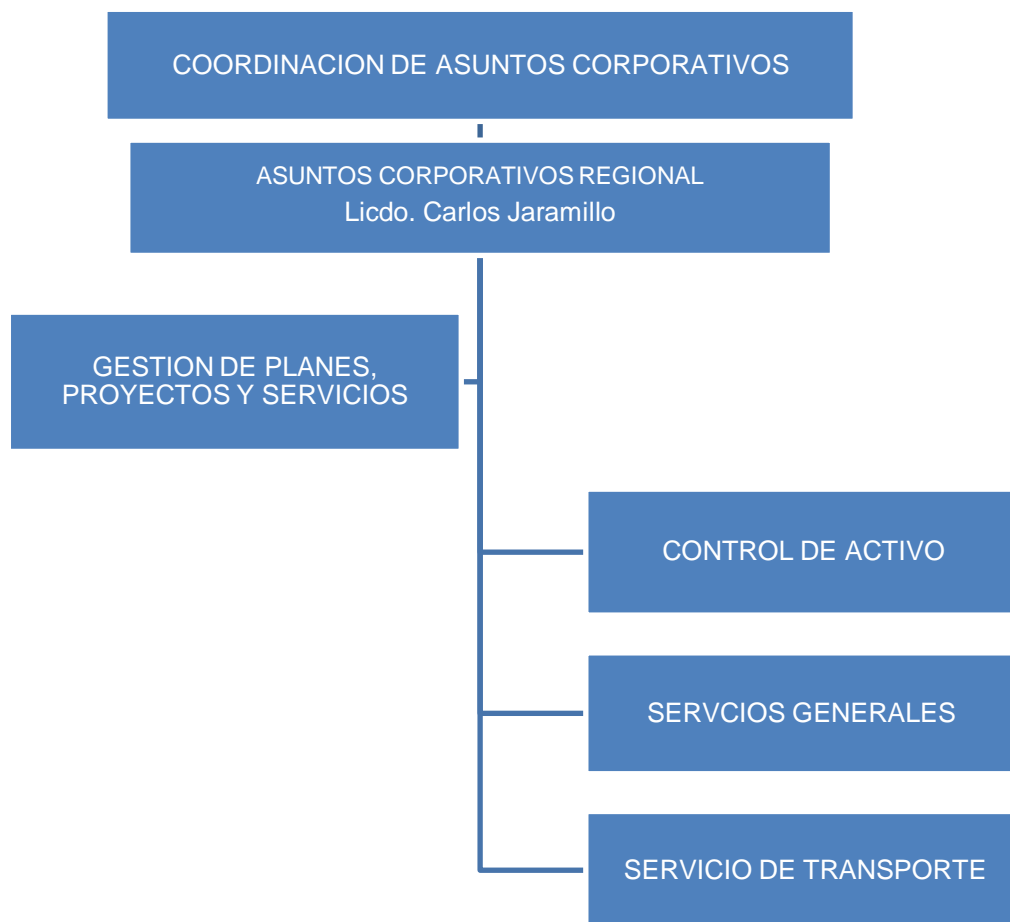 COORDINACION DE ASUNTOS CORPORATIVOS
ASUNTOS CORPORATIVOS REGIONAL
Licdo. Carlos Jaramillo
GESTION DE PLANES,
PROYECTOS Y SERVICIOS
CONTROL DE ACTIVO
SERVCIOS GENERALES
SERVICIO DE TRANSPORTE